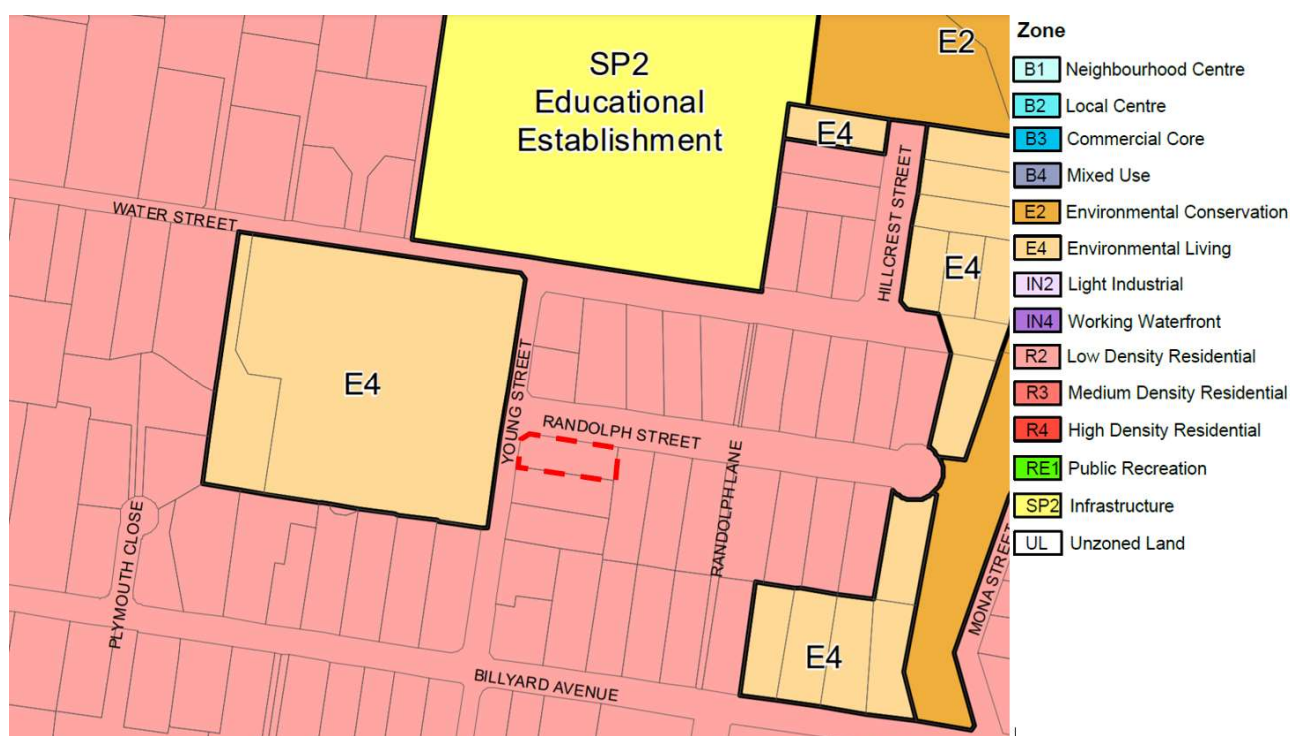 SP2
Educational
Establishment
E2
E4
HILLCREST STREET
E4
WATER STREET
E4
YOUNG STREET
RANDOLPH STREET
RANDOLPH LANE
PLYMOUTH CLOSE
MONA STREET
E4
BILLYARD AVENUE
Zone
B1 Neighbourhood Centre
B2 Local Centre
B3 Commercial Core
B4 Mixed Use
E2 Environmental Conservation
E4 Environmental Living
IN2 Light Industrial
IN4 Working Waterfront
R2 Low Density Residential
R3 Medium Density Residential
R4 High Density Residential
RE1 Public Recreation
SP2 Infrastructure
UL Unzoned Land